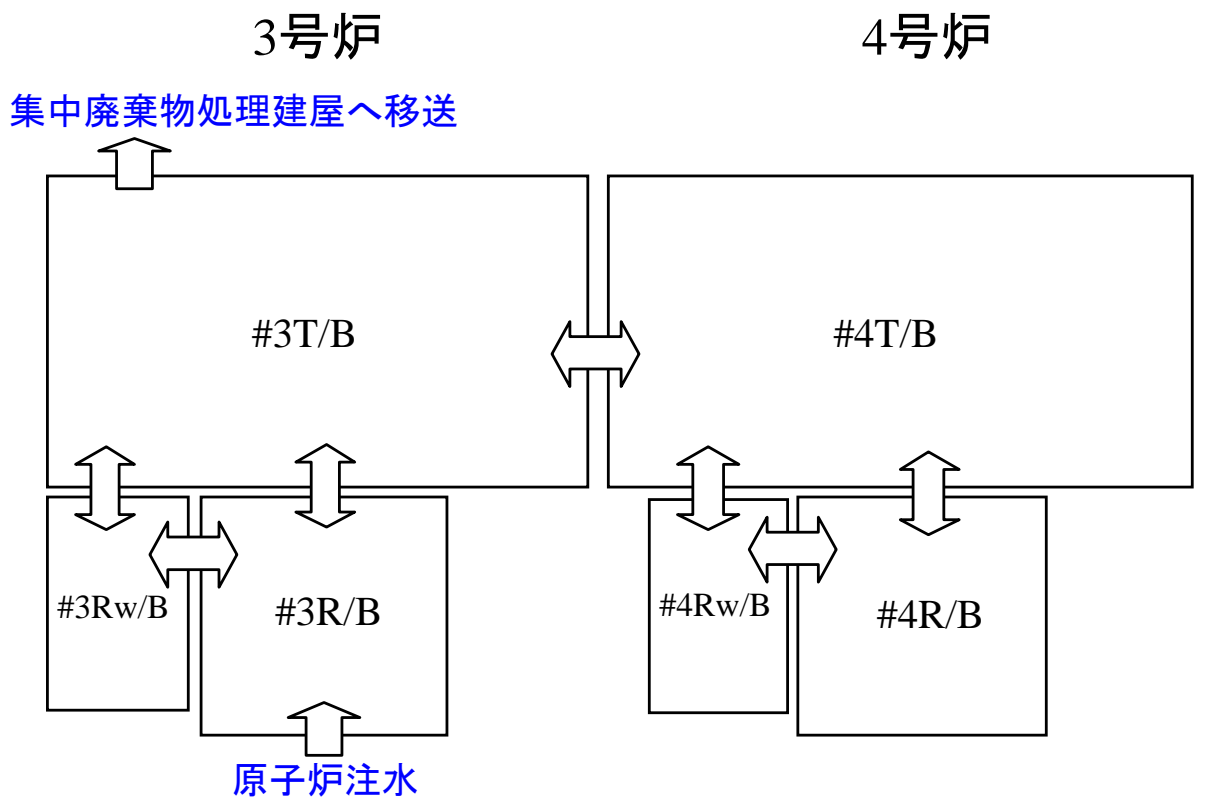 3号炉
4号炉
集中廃棄物処理建屋へ移送
#3T/B
#4T/B
#3Rw/B
#3R/B
#4Rw/B
#4R/B
原子炉注水